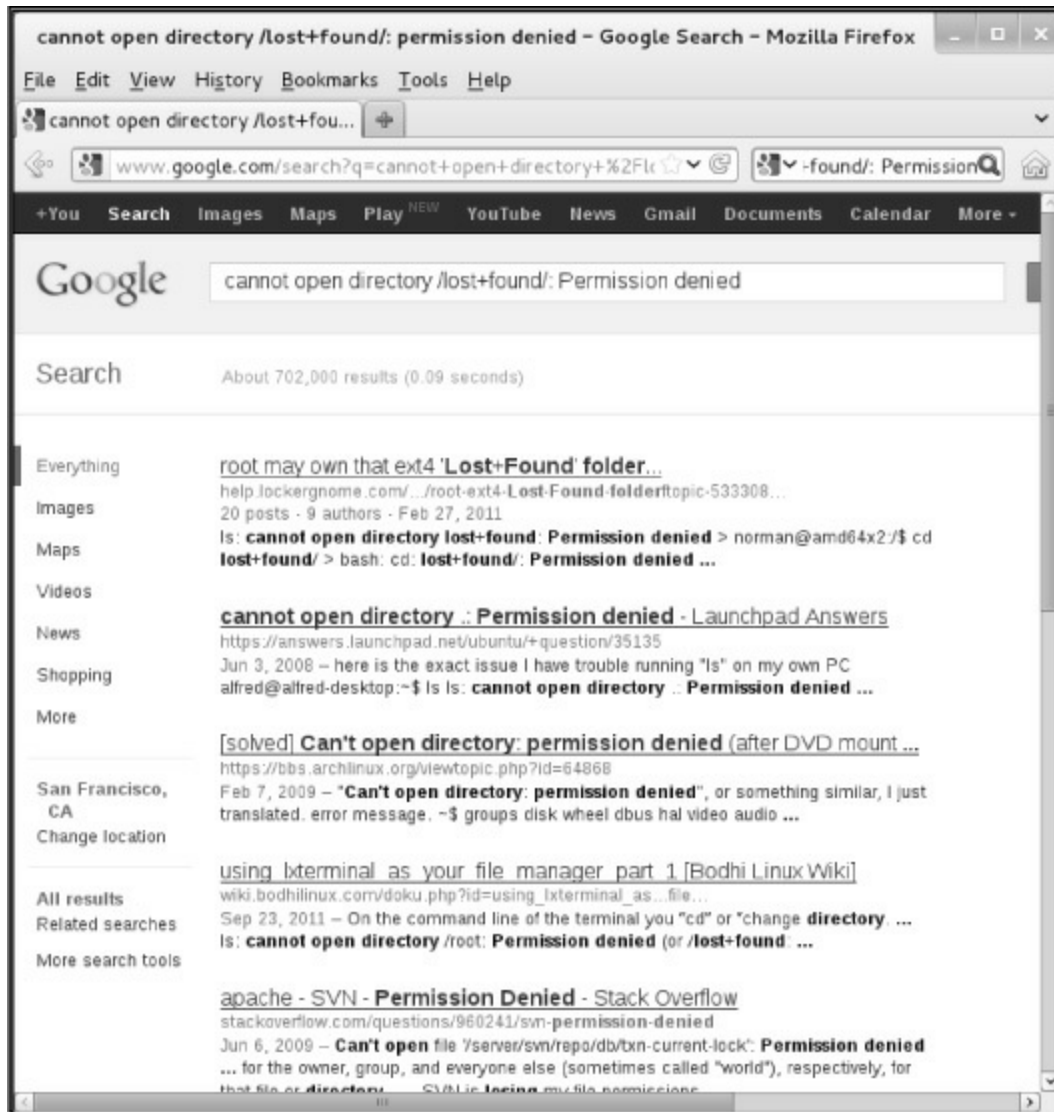 cannot open directory /lost+found/: permission denied – Google Search – Mozilla Firefox
File Edit View History Bookmarks Tools Help
cannot open directory /lost+fou...
www.google.com/search?q=cannot+open+directory+%2Flc
-found/: Permission
+You Search Images Maps Play NEW YouTube News Gmail Documents Calendar More
Google
cannot open directory /lost+found/: Permission denied
Search
About 702,000 results (0.09 seconds)
Everything
Images
Maps
Videos
News
Shopping
More
San Francisco,
CA
Change location
All results
Related searches
More search tools
root may own that ext4 'Lost+Found' folder...
help.lockergnome.com/.../root-ext4-Lost-Found-folderftopic-533308...
20 posts - 9 authors - Feb 27, 2011
ls: cannot open directory lost+found: Permission denied > norman@amd64x2:/$ cd
lost+found/ > bash: cd: lost+found/: Permission denied ...
cannot open directory .: Permission denied - Launchpad Answers
https://answers.launchpad.net/ubuntu/+question/35135
Jun 3, 2008 – here is the exact issue I have trouble running "ls" on my own PC
alfred@alfred-desktop:~$ ls ls: cannot open directory .: Permission denied ...
[solved] Can't open directory: permission denied (after DVD mount ...
https://bbs.archlinux.org/viewtopic.php?id=64868
Feb 7, 2009 – "Can't open directory: permission denied", or something similar, I just
translated. error message. ~$ groups disk wheel dbus hal video audio ...
using_lxterminal_as_your_file_manager_part_1 [Bodhi Linux Wiki]
wiki.bodhilinux.com/doku.php?id=using_lxterminal_as...file...
Sep 23, 2011 – On the command line of the terminal you "cd" or "change directory. ...
ls: cannot open directory /root: Permission denied (or /lost+found: ...
apache - SVN - Permission Denied - Stack Overflow
stackoverflow.com/questions/960241/svn-permission-denied
Jun 6, 2009 – Can't open file '/server/svn/repo/db/txn-current-lock': Permission denied
... for the owner, group, and everyone else (sometimes called "world"), respectively, for
that file or directory. ... SVN is losing my file permissions